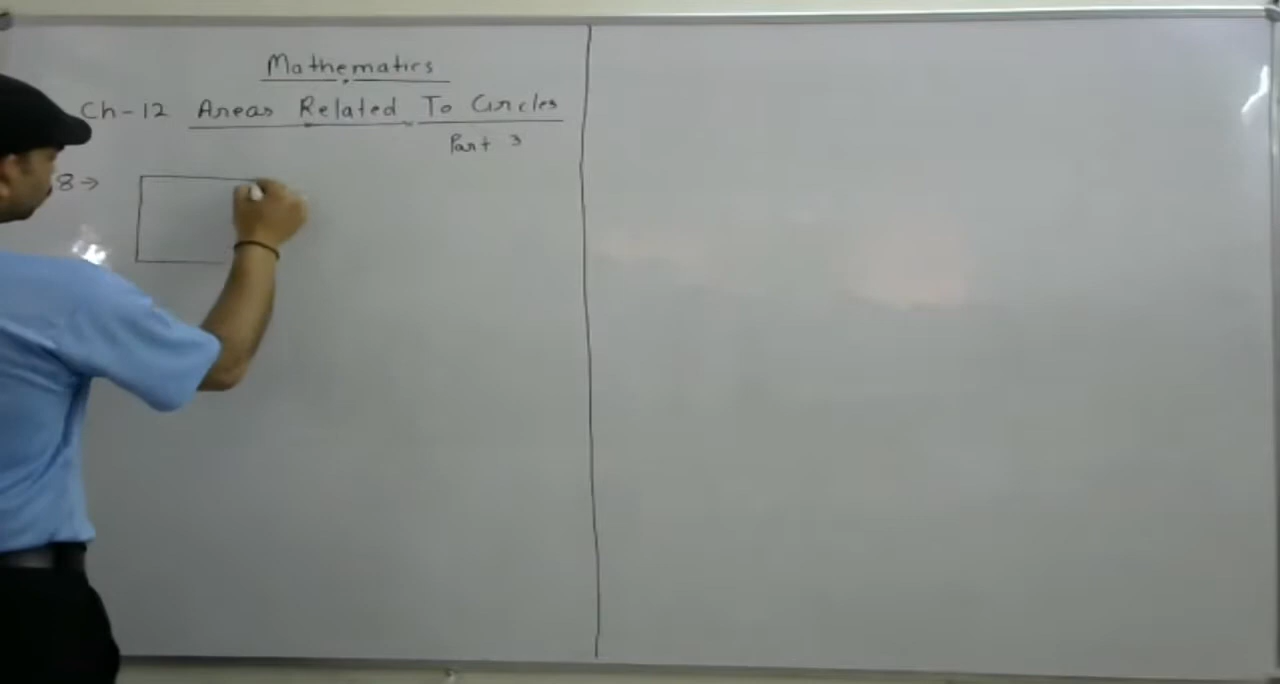 Mathematics
Ch-12 Areas Related To Circles
Part 3
8→